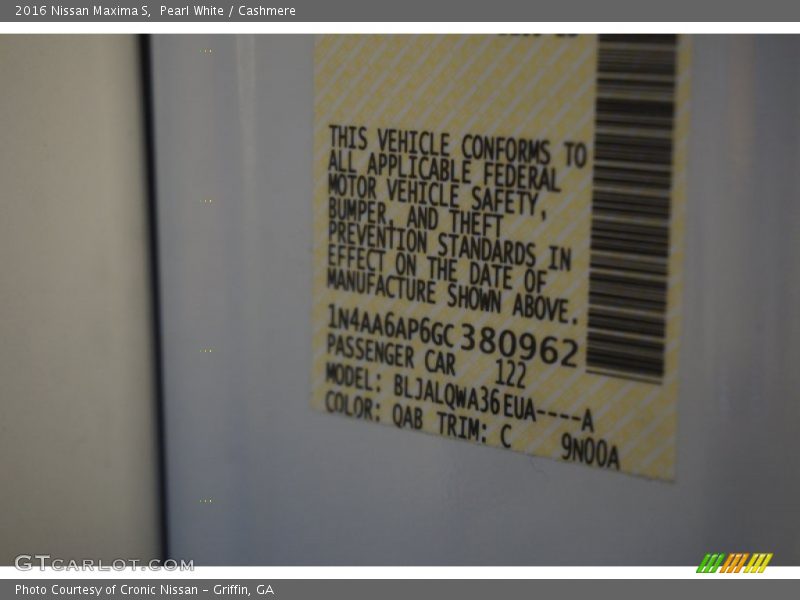 2016 Nissan Maxima S, Pearl White / Cashmere
THIS VEHICLE CONFORMS TO
ALL APPLICABLE FEDERAL
MOTOR VEHICLE SAFETY,
BUMPER, AND THEFT
PREVENTION STANDARDS IN
EFFECT ON THE DATE OF
MANUFACTURE SHOWN ABOVE.
1N4AA6AP6GC380962
PASSENGER CAR 122
MODEL: BLJALQWA36EUA----A
COLOR: QAB TRIM: C 9N00A
GTcarlot.com
Photo Courtesy of Cronic Nissan - Griffin, GA